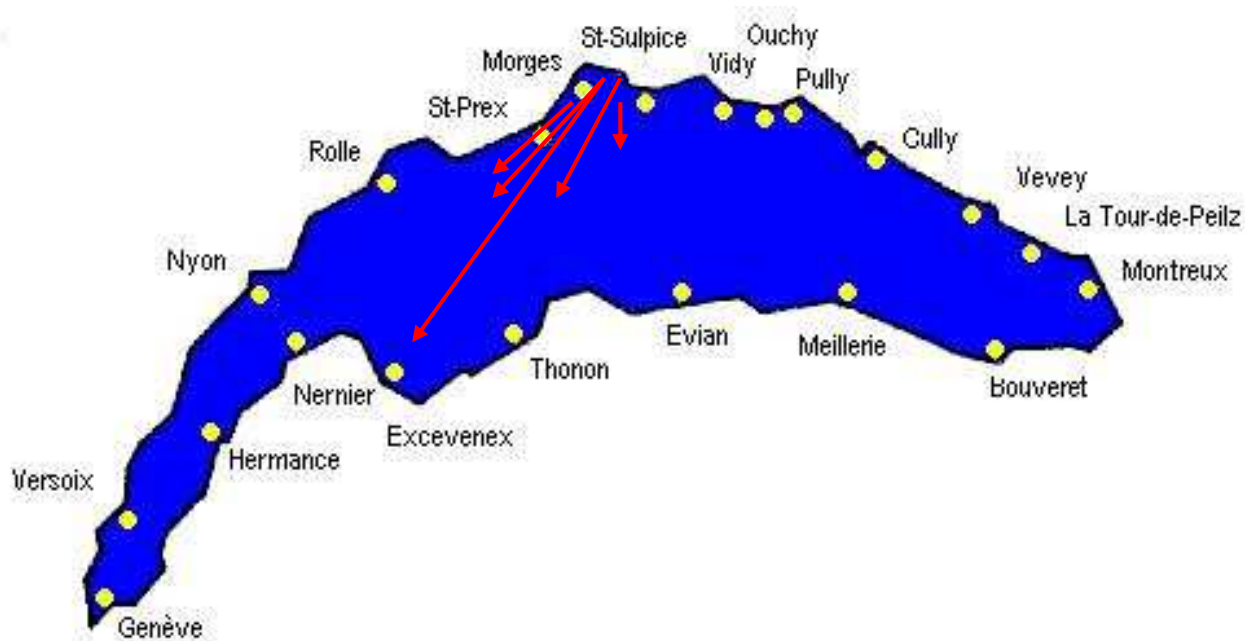 Ouchy
St-Sulpice
Vidy
Morges
Pully
St-Prex
Cully
Rolle
Vevey
La Tour-de-Peilz
Nyon
Montreux
Evian
Meillerie
Thonon
Bouveret
Nernier
Excevenex
Hermance
Versoix
Genève